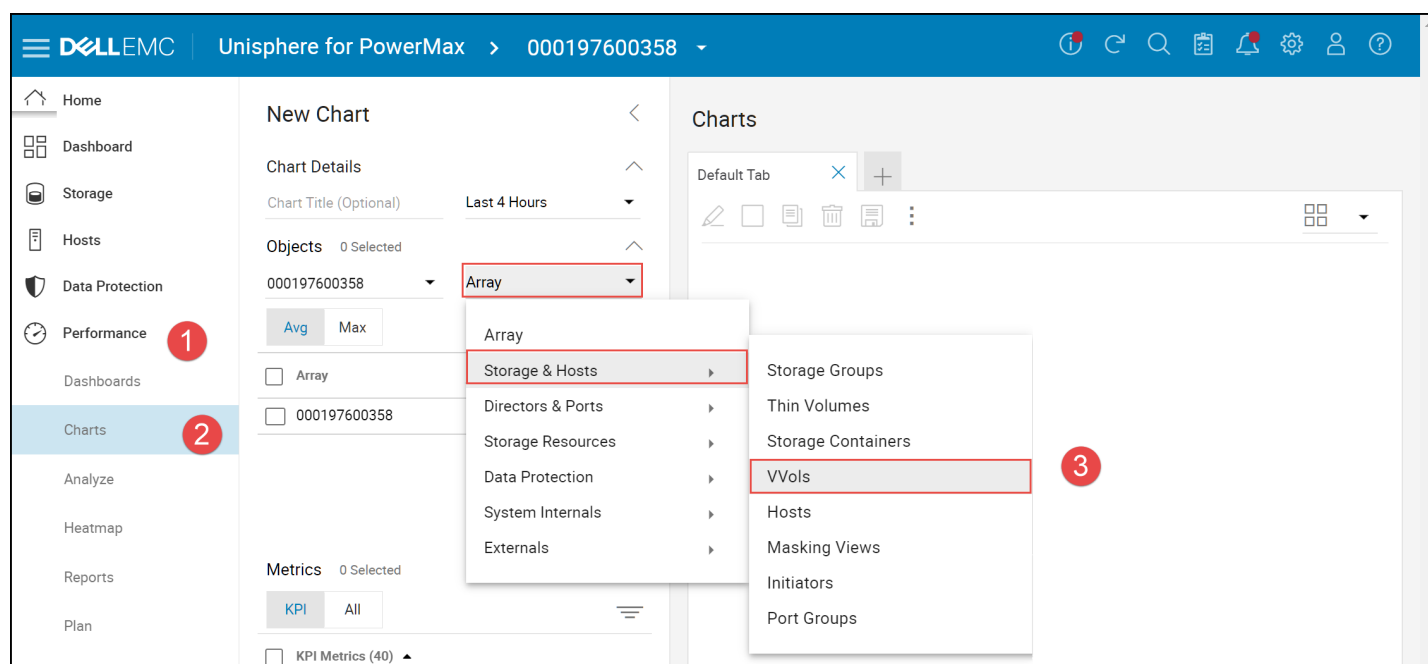 DELLEMC
Unisphere for PowerMax > 000197600358
Home
Dashboard
Storage
Hosts
Data Protection
Performance
1
Dashboards
Charts
2
Analyze
Heatmap
Reports
Plan
New Chart
Chart Details
Chart Title (Optional) Last 4 Hours
Objects 0 Selected
000197600358 Array
Avg Max
Array
000197600358
Metrics 0 Selected
KPI All
KPI Metrics (40)
Array
Storage & Hosts
Directors & Ports
Storage Resources
Data Protection
System Internals
Externals
Storage Groups
Thin Volumes
Storage Containers
VVols
3
Hosts
Masking Views
Initiators
Port Groups
Charts
Default Tab